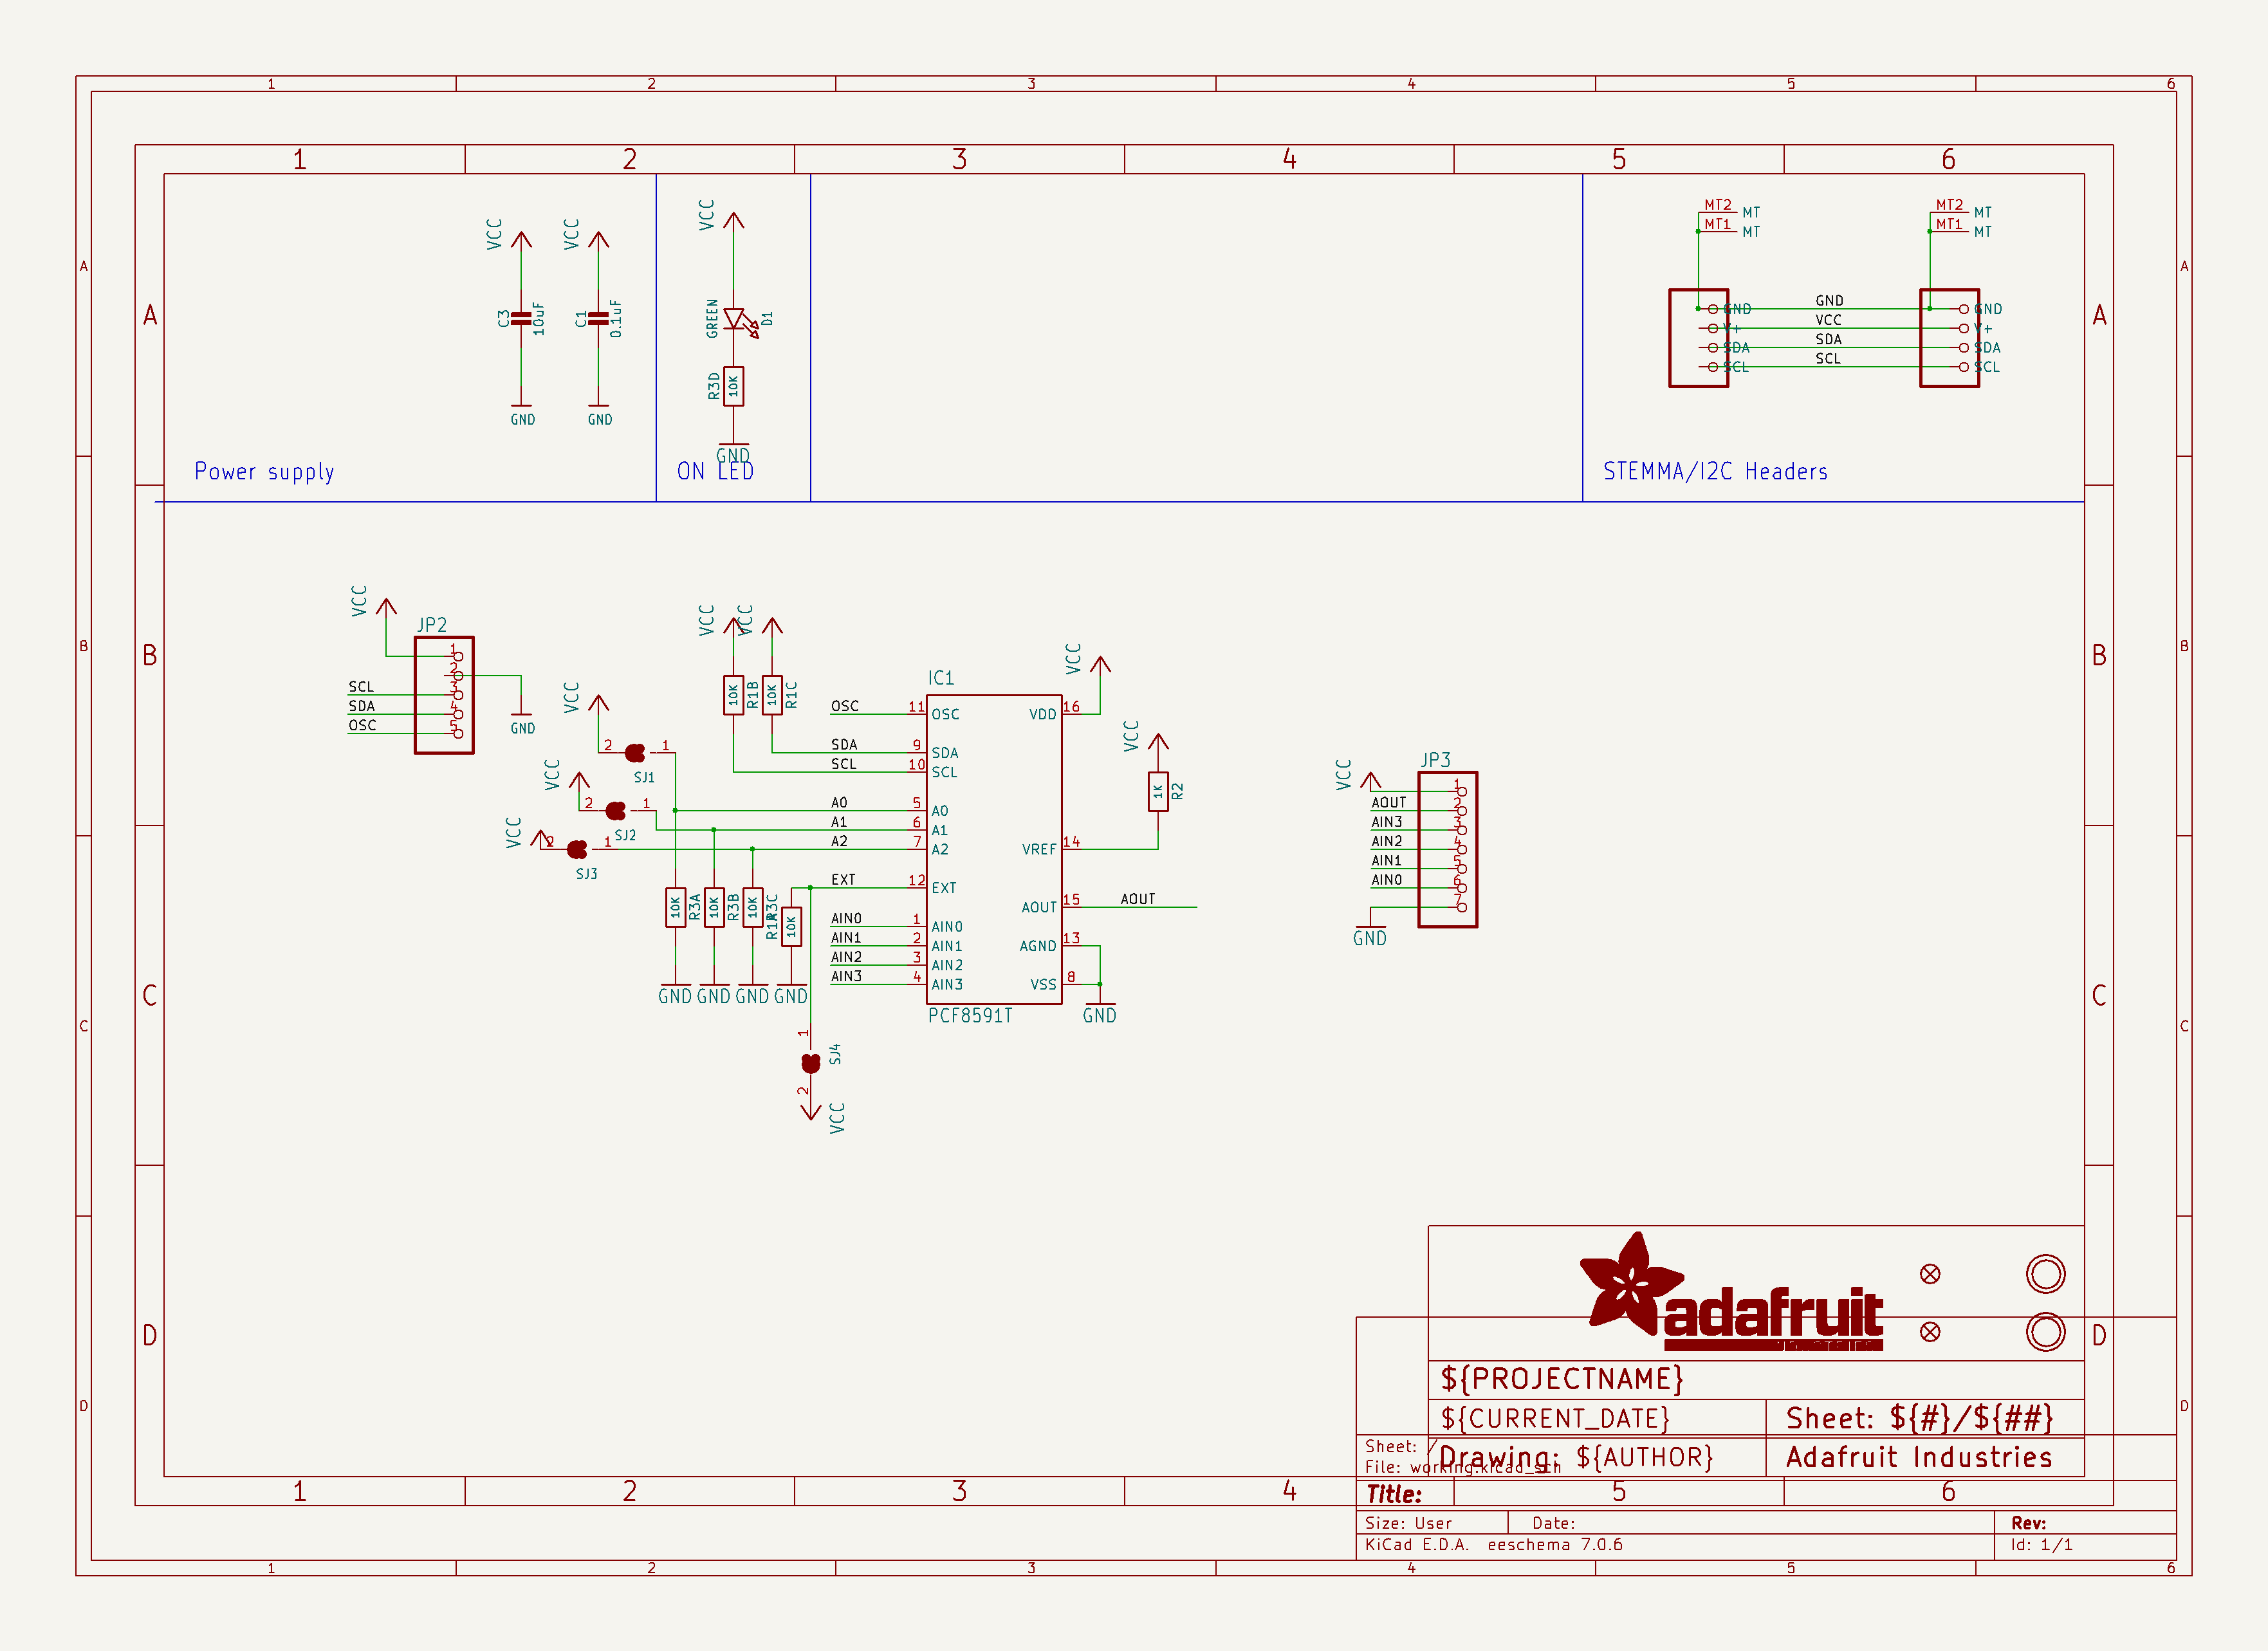 1 2 3 4 5 6
1 2 3 4 5 6
A A A A
B B B B
C C C C
D D D D
VCC VCC VCC
C3 10uF C1 0.1uF
GND GND
GREEN D1
R3D 10K
GND
Power supply
ON LED
STEMMA/I2C Headers
MT2 MT MT2 MT
MT1 MT MT1 MT
GND GND GND
V+ VCC V+
SDA SDA SDA
SCL SCL SCL
VCC
JP2
1
2
SCL 3
SDA 4
OSC 5
GND
VCC VCC
10K R1B 10K R1C
VCC
2 1
SJ1
VCC
2 1
SJ2
VCC
2 1
SJ3
IC1
OSC 11 OSC
SDA 9 SDA
SCL 10 SCL
A0 5 A0
A1 6 A1
A2 7 A2
EXT 12 EXT
AIN0 1 AIN0
AIN1 2 AIN1
AIN2 3 AIN2
AIN3 4 AIN3
VDD 16
VREF 14
AOUT 15 AOUT
AGND 13
VSS 8
PCF8591T
VCC
VCC
1K R2
GND
10K R3A 10K R3B 10K R3C R1A 10K
GND GND GND GND
1
SJ4
2
VCC
VCC
JP3
1
AOUT 2
AIN3 3
AIN2 4
AIN1 5
AIN0 6
7
GND
adafruit
${PROJECTNAME}
${CURRENT_DATE} Sheet: ${#}/${##}
Drawing: ${AUTHOR} Adafruit Industries
Sheet: /
File: working.kicad_sch
Title:
Size: User Date: Rev:
KiCad E.D.A. eeschema 7.0.6 Id: 1/1
1 2 3 4 5 6
1 2 3 4 5 6